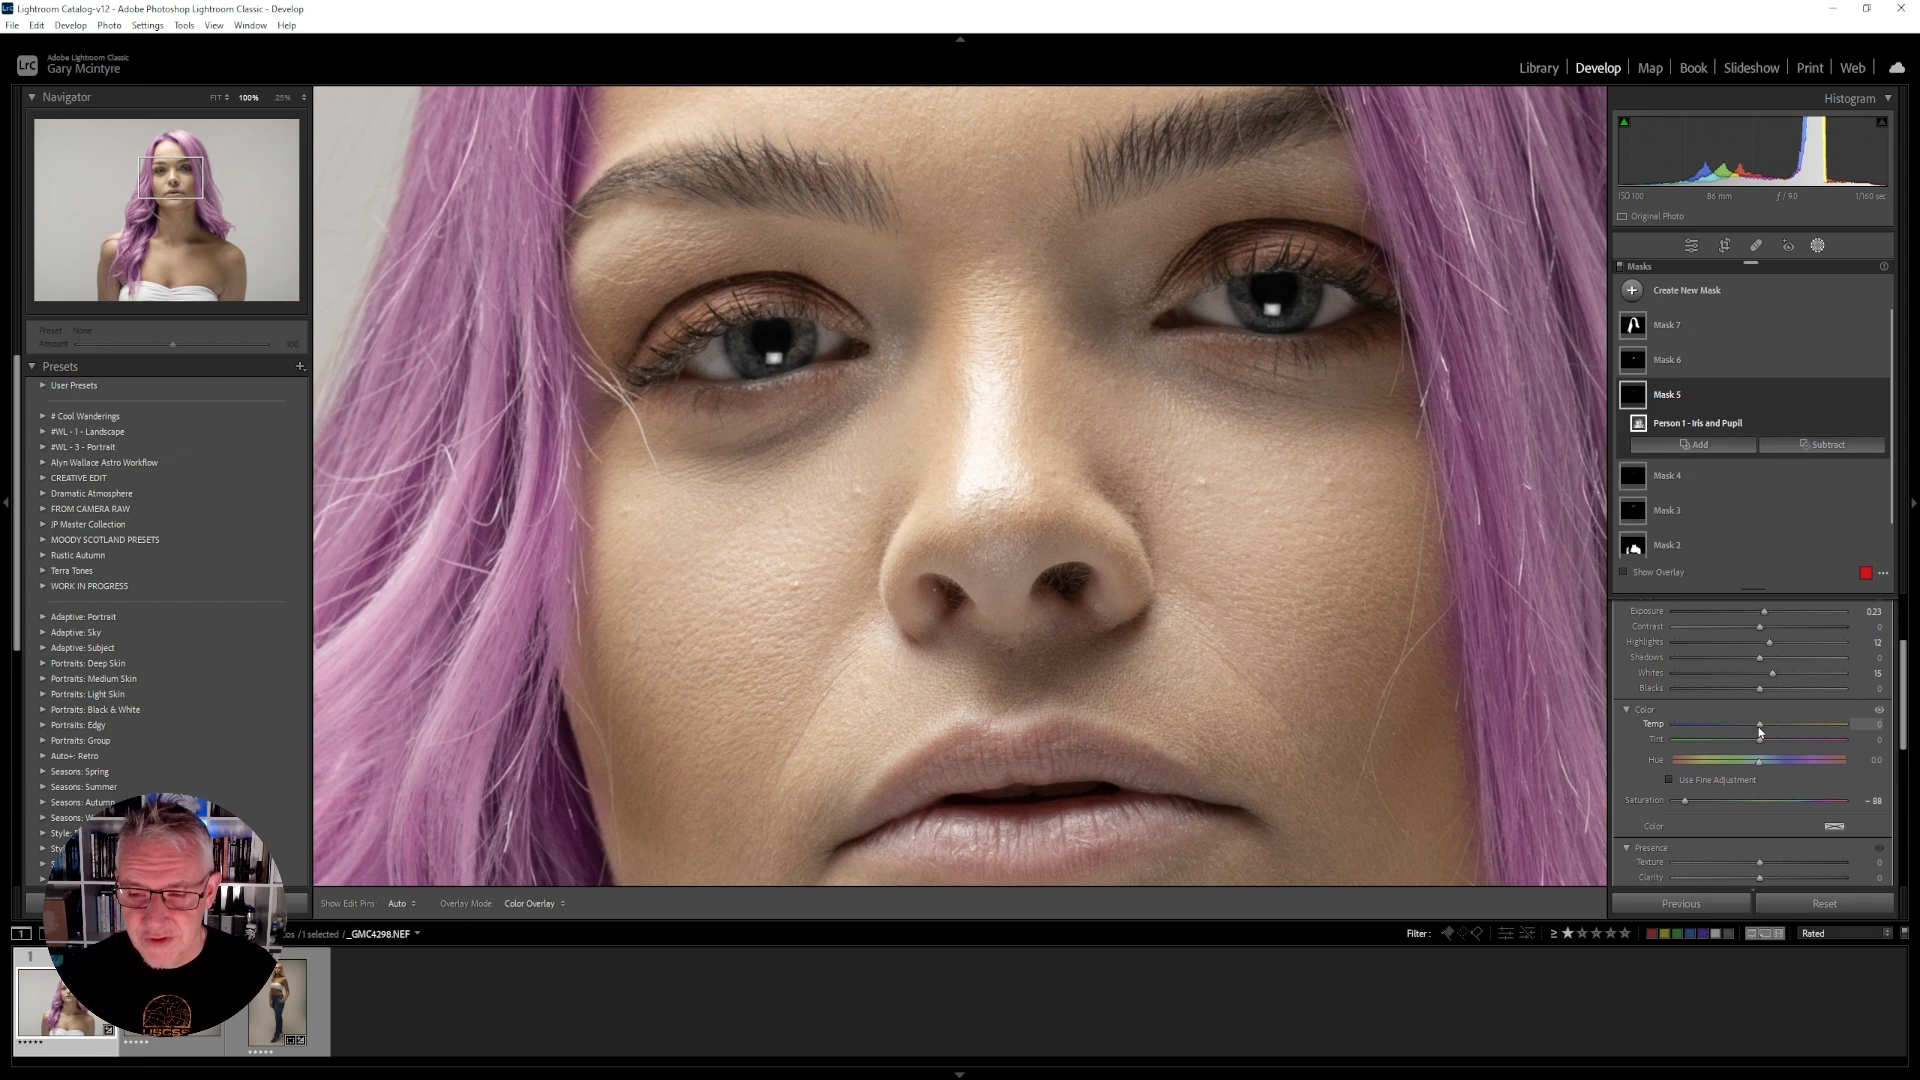 Lightroom Catalog-v12 - Adobe Photoshop Lightroom Classic - Develop
File Edit Develop Photo Settings Tools View Window Help
LrC
Adobe Lightroom Classic
Gary Mcintyre
Library | Develop | Map | Book | Slideshow | Print | Web |
Navigator FIT 100% 25%
Preset: None
Amount 100
Presets
User Presets
# Cool Wanderings
#WL - 1 - Landscape
#WL - 3 - Portrait
Alyn Wallace Astro Workflow
CREATIVE EDIT
Dramatic Atmosphere
FROM CAMERA RAW
JP Master Collection
MOODY SCOTLAND PRESETS
Rustic Autumn
Terra Tones
WORK IN PROGRESS
Adaptive: Portrait
Adaptive: Sky
Adaptive: Subject
Portraits: Deep Skin
Portraits: Medium Skin
Portraits: Light Skin
Portraits: Black & White
Portraits: Edgy
Portraits: Group
Auto+: Retro
Seasons: Spring
Seasons: Summer
Seasons: Autumn
Seasons:
Style:
Histogram
ISO 100 86 mm ƒ / 9.0 1/160 sec
Original Photo
Masks
Create New Mask
Mask 7
Mask 6
Mask 5
Person 1 - Iris and Pupil
Add Subtract
Mask 4
Mask 3
Mask 2
Show Overlay
Exposure 0.23
Contrast 0
Highlights 12
Shadows 0
Whites 15
Blacks 0
Color
Temp 0
Tint 0
Hue 0.0
Use Fine Adjustment
Saturation - 88
Color
Presence
Texture 0
Clarity 0
Previous Reset
Show Edit Pins: Auto Overlay Mode: Color Overlay
1
/1 selected / _GMC4298.NEF
Filter: ≥ ★★★★★ Rated
1
★★★★★
★★★★★
★★★★★